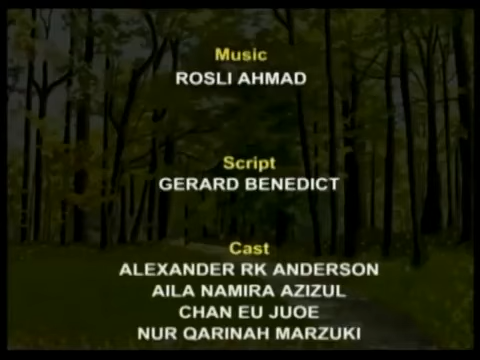 Music
ROSLI AHMAD
Script
GERARD BENEDICT
Cast
ALEXANDER RK ANDERSON
AILA NAMIRA AZIZUL
CHAN EU JUOE
NUR QARINAH MARZUKI